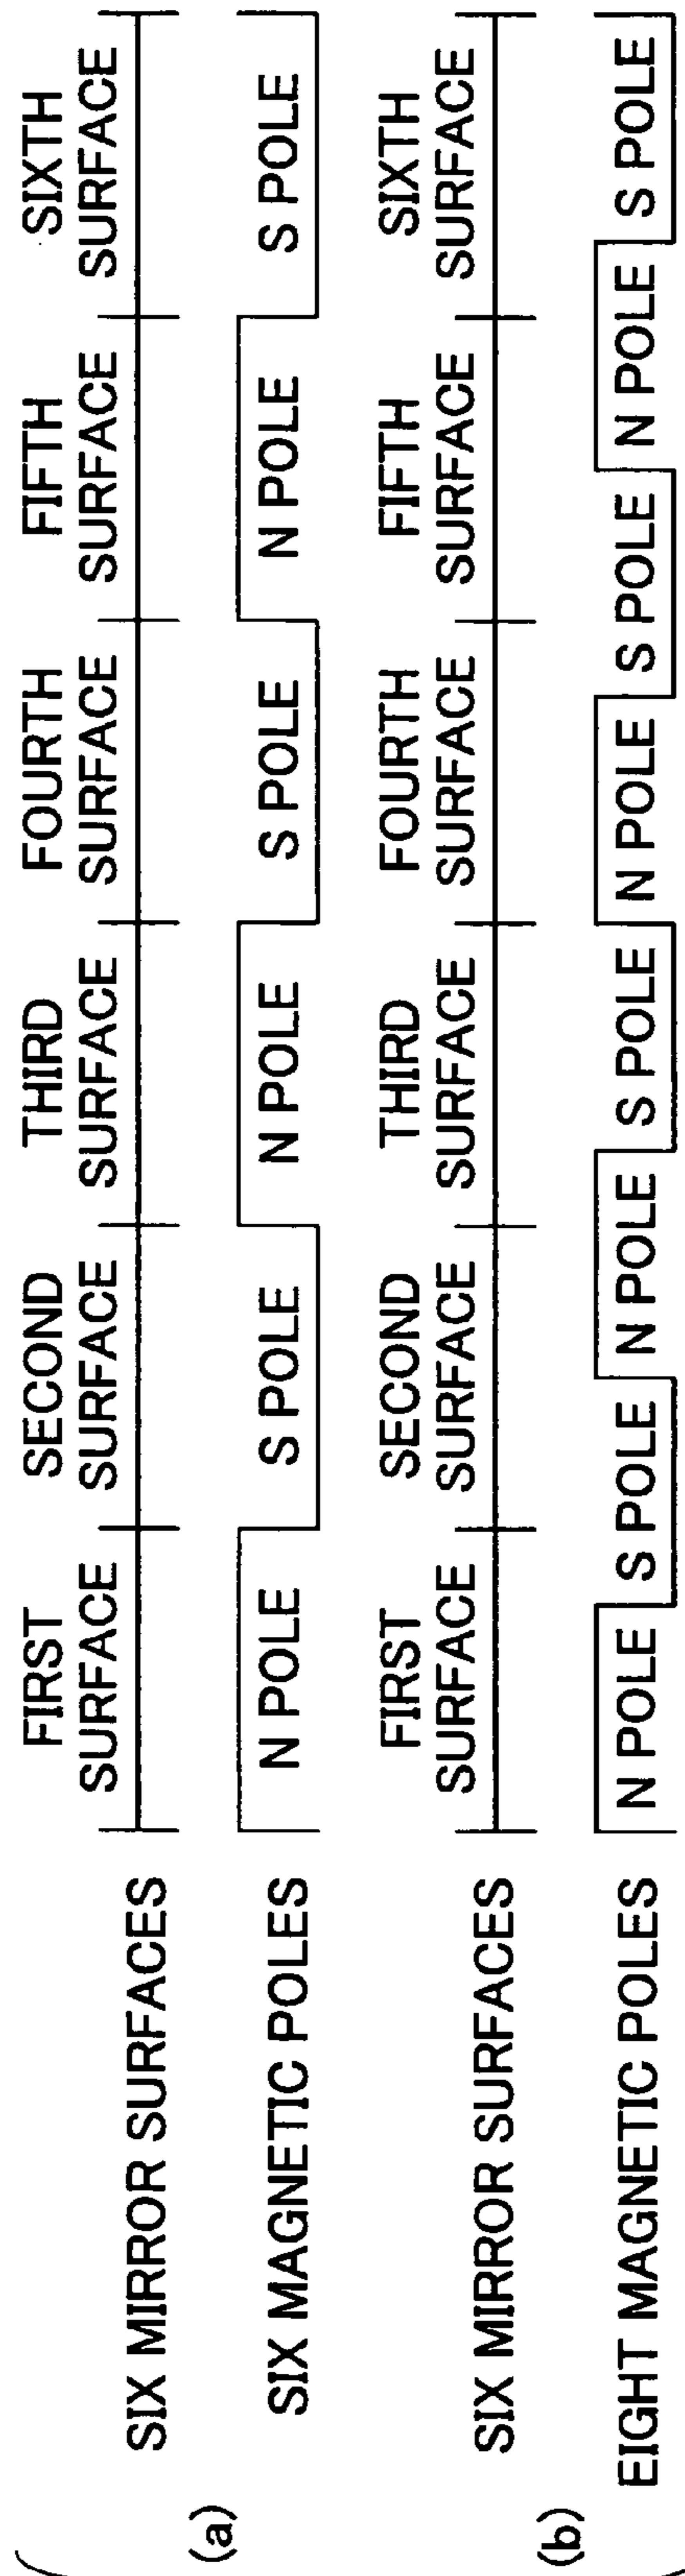 (a)
FIRST
SURFACE
SECOND
SURFACE
THIRD
SURFACE
FOURTH
SURFACE
FIFTH
SURFACE
SIXTH
SURFACE
SIX MIRROR SURFACES
SIX MAGNETIC POLES
N POLE
S POLE
N POLE
S POLE
N POLE
S POLE
(b)
FIRST
SURFACE
SECOND
SURFACE
THIRD
SURFACE
FOURTH
SURFACE
FIFTH
SURFACE
SIXTH
SURFACE
SIX MIRROR SURFACES
EIGHT MAGNETIC POLES
N POLE
S POLE
N POLE
S POLE
N POLE
S POLE
N POLE
S POLE